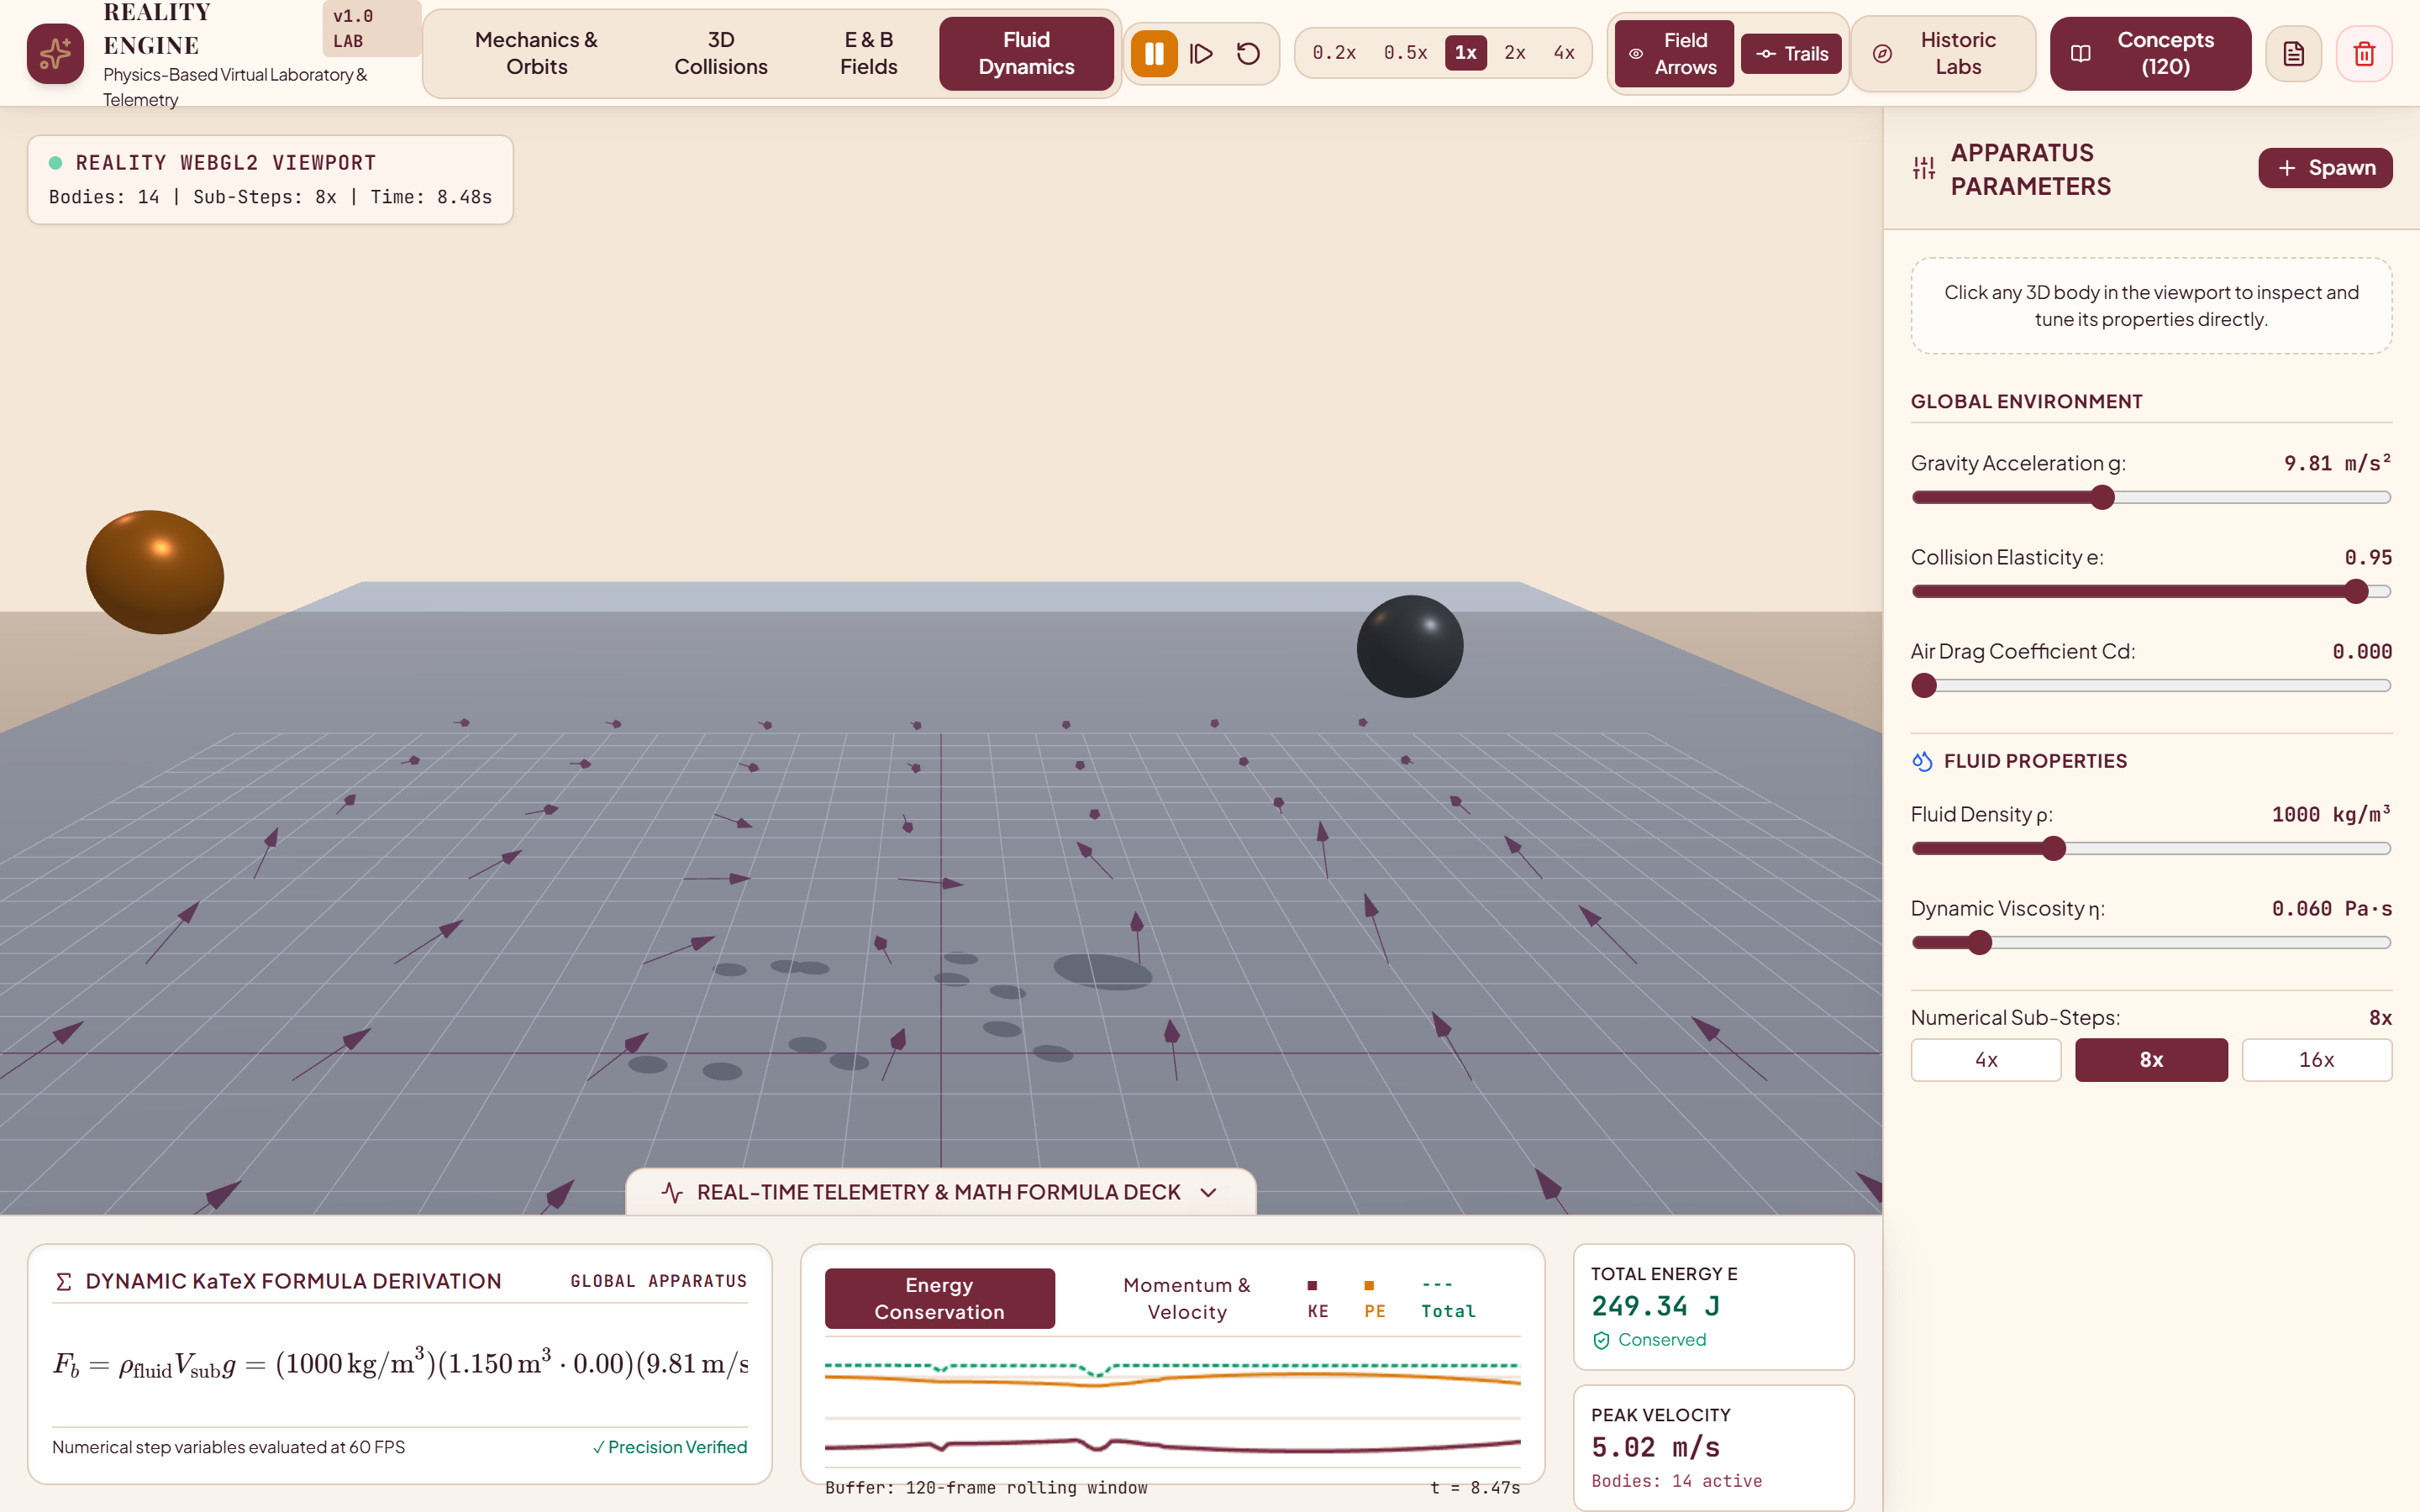 REALITY
ENGINE
v1.0
LAB
Physics-Based Virtual Laboratory &
Telemetry
Mechanics &
Orbits
3D
Collisions
E & B
Fields
Fluid
Dynamics
0.2x 0.5x 1x 2x 4x
Field
Arrows
Trails
Historic
Labs
Concepts
(120)
REALITY WEBGL2 VIEWPORT
Bodies: 14 | Sub-Steps: 8x | Time: 8.48s
APPARATUS
PARAMETERS
Spawn
Click any 3D body in the viewport to inspect and
tune its properties directly.
GLOBAL ENVIRONMENT
Gravity Acceleration g: 9.81 m/s²
Collision Elasticity e: 0.95
Air Drag Coefficient Cd: 0.000
FLUID PROPERTIES
Fluid Density ρ: 1000 kg/m³
Dynamic Viscosity η: 0.060 Pa·s
Numerical Sub-Steps: 8x
4x 8x 16x
REAL-TIME TELEMETRY & MATH FORMULA DECK
DYNAMIC KaTeX FORMULA DERIVATION GLOBAL APPARATUS
F_b = ρ_fluid V_sub g = (1000 kg/m³)(1.150 m³ · 0.00)(9.81 m/s
Numerical step variables evaluated at 60 FPS ✓ Precision Verified
Energy
Conservation
Momentum &
Velocity
■
KE
■
PE
---
Total
Buffer: 120-frame rolling window t = 8.47s
TOTAL ENERGY E
249.34 J
Conserved
PEAK VELOCITY
5.02 m/s
Bodies: 14 active